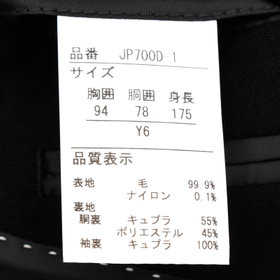 品番 JP700D-1
サイズ
胸囲 胴囲 身長
94 78 175
Y6
品質表示
表地 毛 99.9%
ナイロン 0.1%
裏地
胴裏 キュプラ 55%
ポリエステル 45%
袖裏 キュプラ 100%